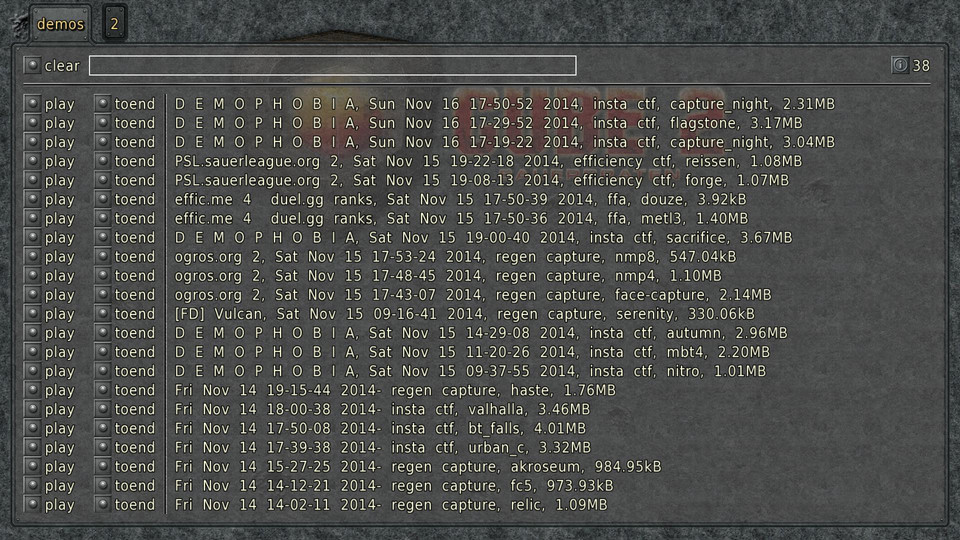 demos 2
clear 38
play toend D E M O P H O B I A, Sun Nov 16 17-50-52 2014, insta ctf, capture_night, 2.31MB
play toend D E M O P H O B I A, Sun Nov 16 17-29-52 2014, insta ctf, flagstone, 3.17MB
play toend D E M O P H O B I A, Sun Nov 16 17-19-22 2014, insta ctf, capture_night, 3.04MB
play toend PSL.sauerleague.org 2, Sat Nov 15 19-22-18 2014, efficiency ctf, reissen, 1.08MB
play toend PSL.sauerleague.org 2, Sat Nov 15 19-08-13 2014, efficiency ctf, forge, 1.07MB
play toend effic.me 4 duel.gg ranks, Sat Nov 15 17-50-39 2014, ffa, douze, 3.92kB
play toend effic.me 4 duel.gg ranks, Sat Nov 15 17-50-36 2014, ffa, metl3, 1.40MB
play toend D E M O P H O B I A, Sat Nov 15 19-00-40 2014, insta ctf, sacrifice, 3.67MB
play toend ogros.org 2, Sat Nov 15 17-53-24 2014, regen capture, nmp8, 547.04kB
play toend ogros.org 2, Sat Nov 15 17-48-45 2014, regen capture, nmp4, 1.10MB
play toend ogros.org 2, Sat Nov 15 17-43-07 2014, regen capture, face-capture, 2.14MB
play toend [FD] Vulcan, Sat Nov 15 09-16-41 2014, regen capture, serenity, 330.06kB
play toend D E M O P H O B I A, Sat Nov 15 14-29-08 2014, insta ctf, autumn, 2.96MB
play toend D E M O P H O B I A, Sat Nov 15 11-20-26 2014, insta ctf, mbt4, 2.20MB
play toend D E M O P H O B I A, Sat Nov 15 09-37-55 2014, insta ctf, nitro, 1.01MB
play toend Fri Nov 14 19-15-44 2014- regen capture, haste, 1.76MB
play toend Fri Nov 14 18-00-38 2014- insta ctf, valhalla, 3.46MB
play toend Fri Nov 14 17-50-08 2014- insta ctf, bt_falls, 4.01MB
play toend Fri Nov 14 17-39-38 2014- insta ctf, urban_c, 3.32MB
play toend Fri Nov 14 15-27-25 2014- regen capture, akroseum, 984.95kB
play toend Fri Nov 14 14-12-21 2014- regen capture, fc5, 973.93kB
play toend Fri Nov 14 14-02-11 2014- regen capture, relic, 1.09MB